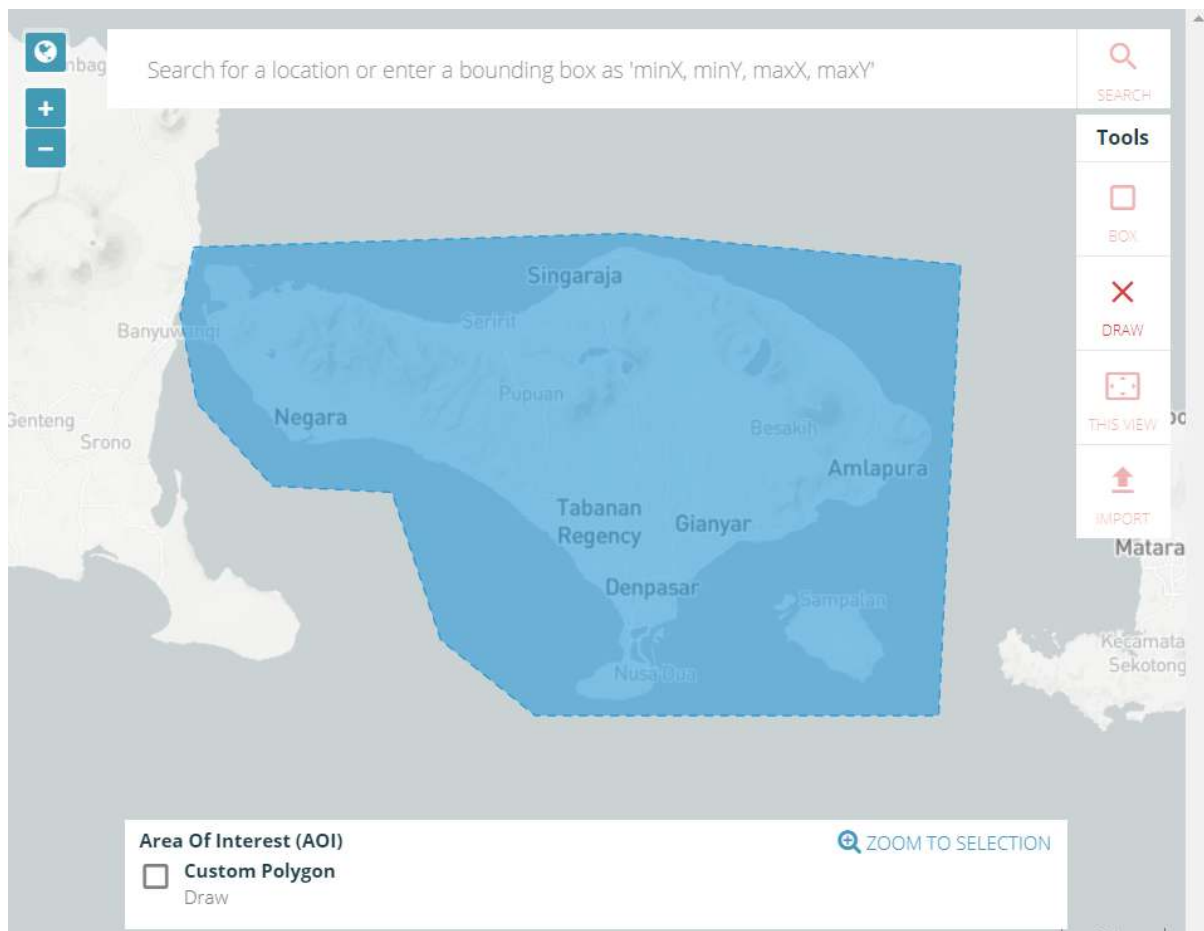 Search for a location or enter a bounding box as 'minX, minY, maxX, maxY'
SEARCH
Tools
BOX
DRAW
THIS VIEW
IMPORT
nbag
Singaraja
Seririt
Banyuwangi
Pupuan
Negara
Genteng
Srono
Besakih
Amlapura
Tabanan
Regency
Gianyar
Matara
Denpasar
Sampalan
Kecamata
Sekotong
Nusa Dua
Area Of Interest (AOI)
ZOOM TO SELECTION
Custom Polygon
Draw